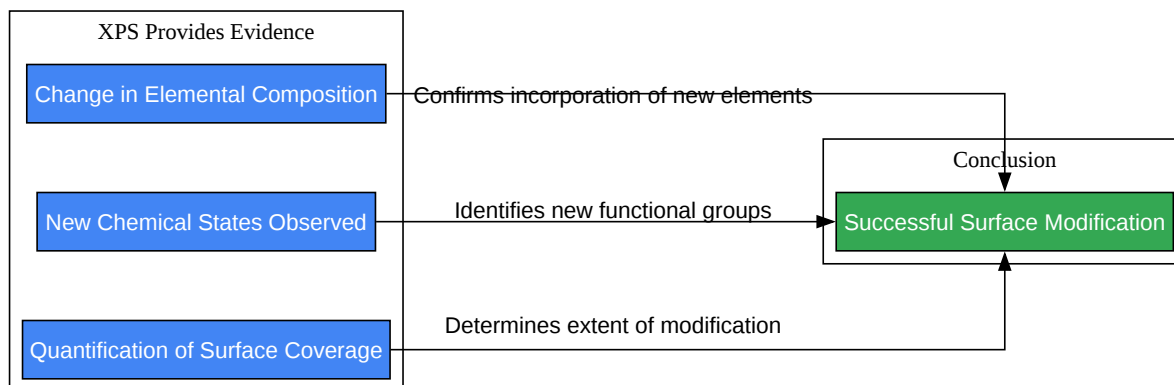 XPS Provides Evidence
Change in Elemental Composition
Confirms incorporation of new elements
Conclusion
New Chemical States Observed
Identifies new functional groups
Successful Surface Modification
Quantification of Surface Coverage
Determines extent of modification